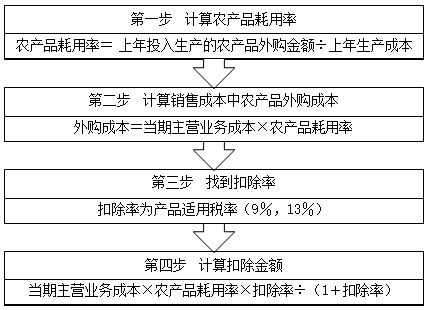 第一步 计算农产品耗用率
农产品耗用率＝ 上年投入生产的农产品外购金额÷上年生产成本
第二步 计算销售成本中农产品外购成本
外购成本＝当期主营业务成本×农产品耗用率
第三步 找到扣除率
扣除率为产品适用税率（9％，13％）
第四步 计算扣除金额
当期主营业务成本×农产品耗用率×扣除率÷（1＋扣除率）